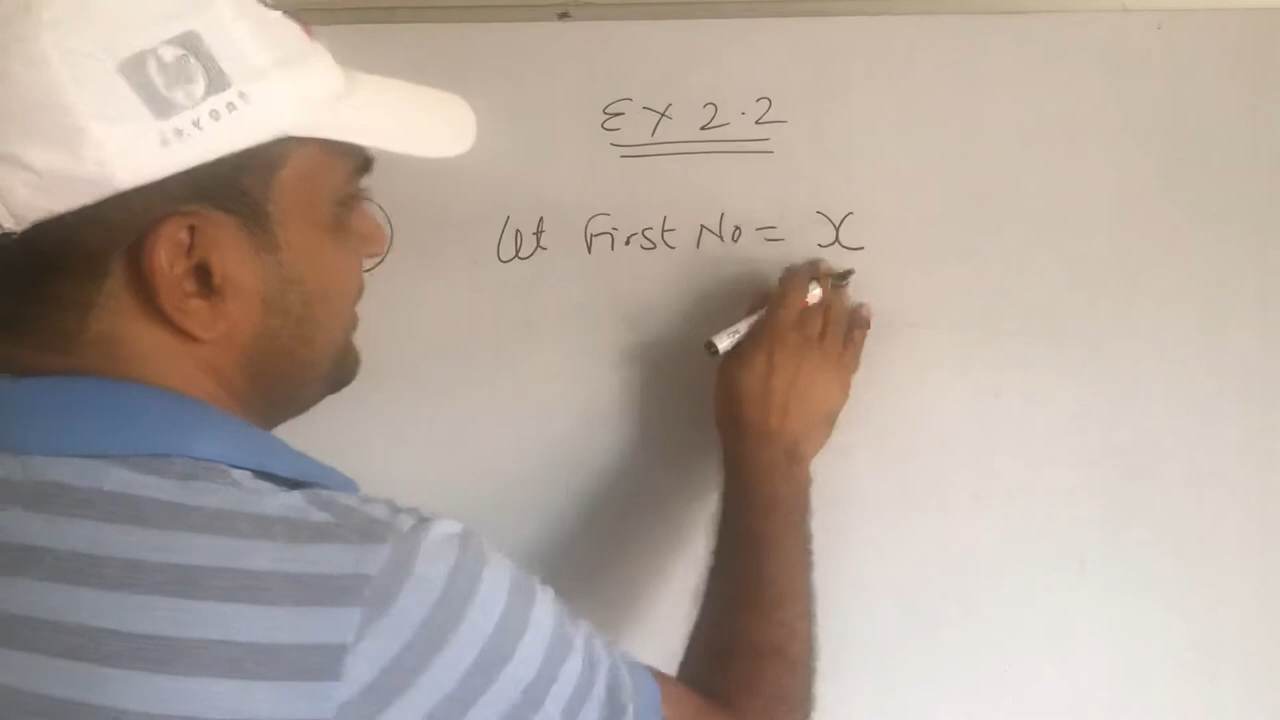 EX 2.2
Let First No = x